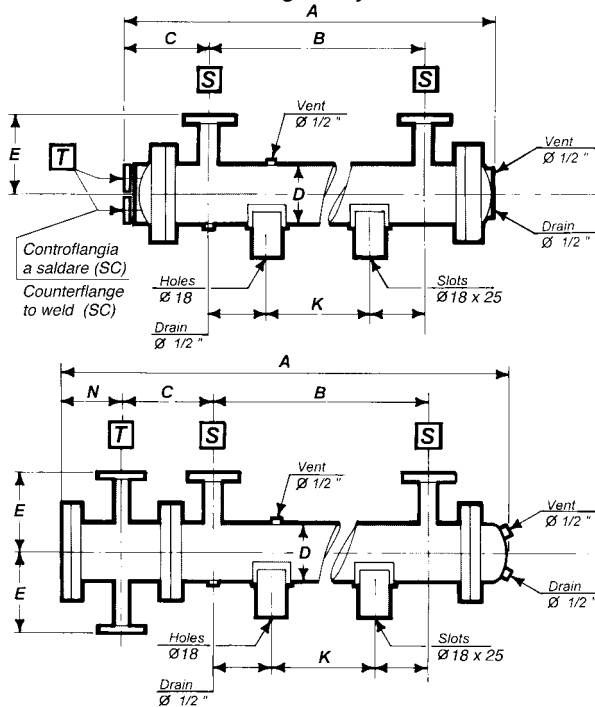 A
C
B
S
S
Vent
Ø 1/2 "
E
T
D
Vent
Ø 1/2 "
Drain
Ø 1/2 "
Controflangia
a saldare (SC)
Counterflange
to weld (SC)
Holes
Ø 18
K
Slots
Ø 18 x 25
Drain
Ø 1/2 "
A
N
C
B
T
S
S
Vent
Ø 1/2 "
E
E
D
Vent
Ø 1/2 "
Drain
Ø 1/2 "
Holes
Ø 18
K
Slots
Ø 18 x 25
Drain
Ø 1/2 "